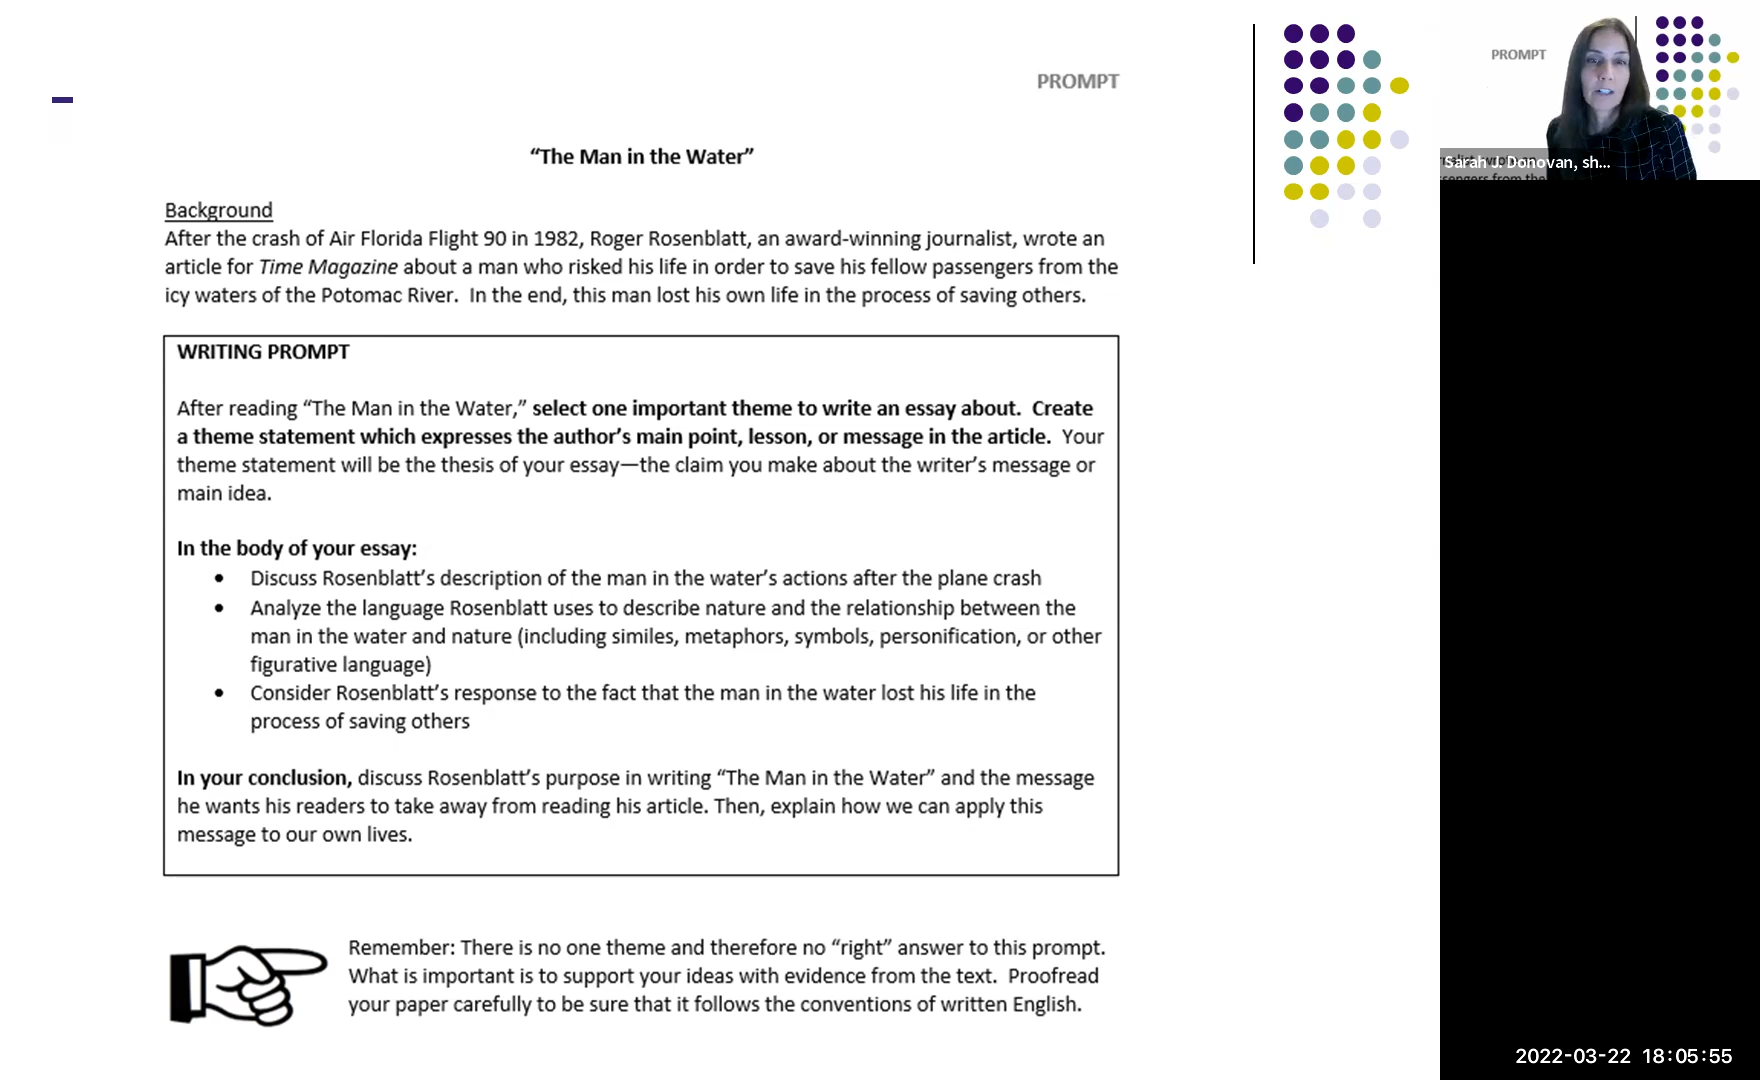 PROMPT
“The Man in the Water”
Background
After the crash of Air Florida Flight 90 in 1982, Roger Rosenblatt, an award-winning journalist, wrote an
article for Time Magazine about a man who risked his life in order to save his fellow passengers from the
icy waters of the Potomac River.  In the end, this man lost his own life in the process of saving others.
WRITING PROMPT
After reading “The Man in the Water,” select one important theme to write an essay about.  Create
a theme statement which expresses the author’s main point, lesson, or message in the article.  Your
theme statement will be the thesis of your essay—the claim you make about the writer’s message or
main idea.
In the body of your essay:
• Discuss Rosenblatt’s description of the man in the water’s actions after the plane crash
• Analyze the language Rosenblatt uses to describe nature and the relationship between the
man in the water and nature (including similes, metaphors, symbols, personification, or other
figurative language)
• Consider Rosenblatt’s response to the fact that the man in the water lost his life in the
process of saving others
In your conclusion, discuss Rosenblatt’s purpose in writing “The Man in the Water” and the message
he wants his readers to take away from reading his article. Then, explain how we can apply this
message to our own lives.
Remember: There is no one theme and therefore no “right” answer to this prompt.
What is important is to support your ideas with evidence from the text.  Proofread
your paper carefully to be sure that it follows the conventions of written English.
PROMPT
Sarah J. Donovan, sh...
from the
2022-03-22 18:05:55